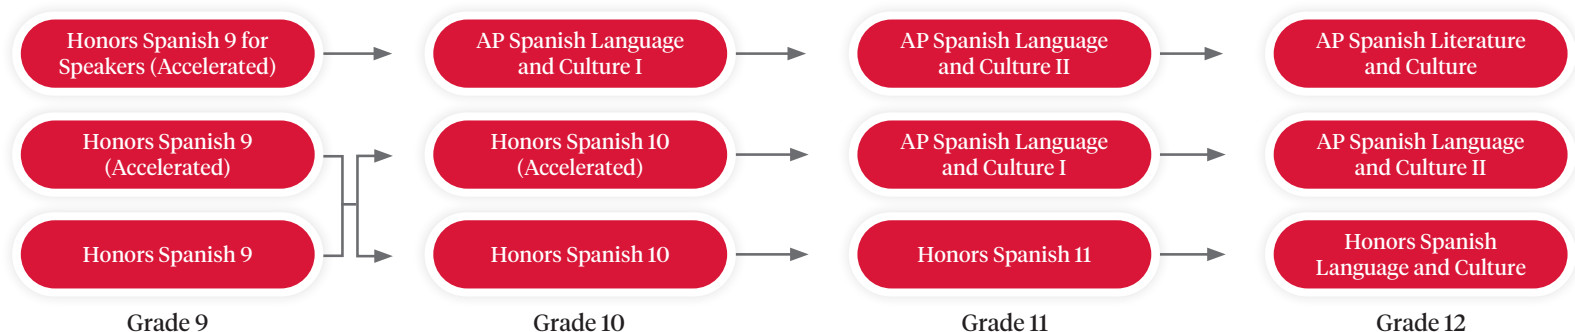 Honors Spanish 9 for
Speakers (Accelerated)
AP Spanish Language
and Culture I
AP Spanish Language
and Culture II
AP Spanish Literature
and Culture
Honors Spanish 9
(Accelerated)
Honors Spanish 10
(Accelerated)
AP Spanish Language
and Culture I
AP Spanish Language
and Culture II
Honors Spanish 9
Honors Spanish 10
Honors Spanish 11
Honors Spanish
Language and Culture
Grade 9
Grade 10
Grade 11
Grade 12